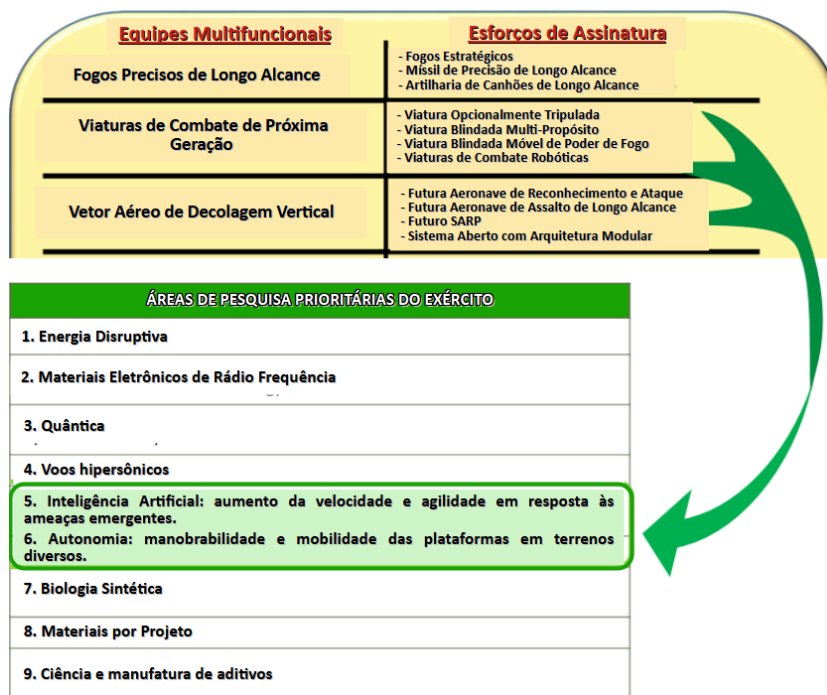 Equipes Multifuncionais
Esforços de Assinatura
Fogos Precisos de Longo Alcance
- Fogos Estratégicos
- Míssil de Precisão de Longo Alcance
- Artilharia de Canhões de Longo Alcance
Viaturas de Combate de Próxima
Geração
- Viatura Opcionalmente Tripulada
- Viatura Blindada Multi-Propósito
- Viatura Blindada Móvel de Poder de Fogo
- Viaturas de Combate Robóticas
Vetor Aéreo de Decolagem Vertical
- Futura Aeronave de Reconhecimento e Ataque
- Futura Aeronave de Assalto de Longo Alcance
- Futuro SARP
- Sistema Aberto com Arquitetura Modular
ÁREAS DE PESQUISA PRIORITÁRIAS DO EXÉRCITO
1. Energia Disruptiva
2. Materiais Eletrônicos de Rádio Frequência
3. Quântica
4. Voos hipersônicos
5. Inteligência Artificial: aumento da velocidade e agilidade em resposta às
ameaças emergentes.
6. Autonomia: manobrabilidade e mobilidade das plataformas em terrenos
diversos.
7. Biologia Sintética
8. Materiais por Projeto
9. Ciência e manufatura de aditivos